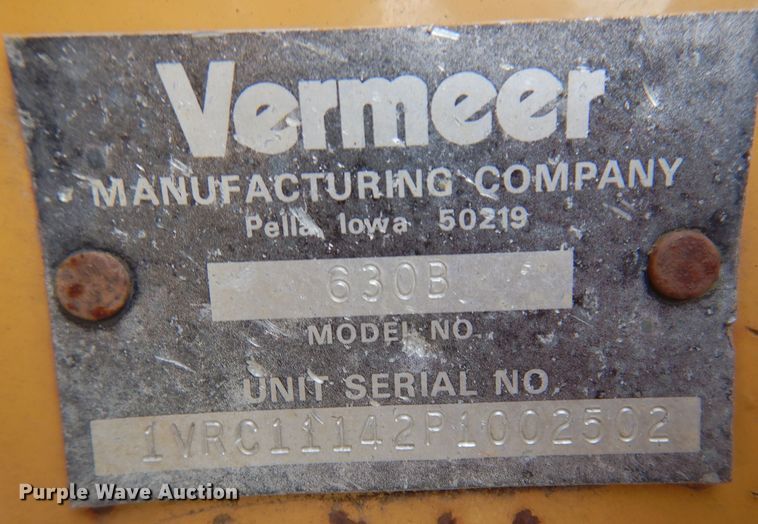 Vermeer
MANUFACTURING COMPANY
Pella, Iowa 50219
630B
MODEL NO.
UNIT SERIAL NO.
1VRC11142P1002502
Purple Wave Auction